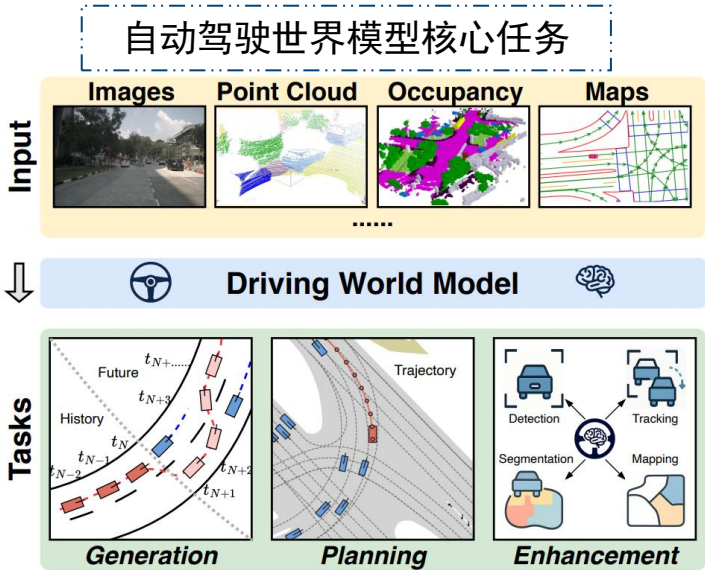 自动驾驶世界模型核心任务
Images Point Cloud Occupancy Maps
Input
......
Driving World Model
Tasks
Future
History
t_{N+}......
t_{N+3}
t_N
t_{N-1}
t_{N-2}
t_{N+2}
t_{N+1}
Generation
Trajectory
Planning
Detection
Tracking
Segmentation
Mapping
Enhancement